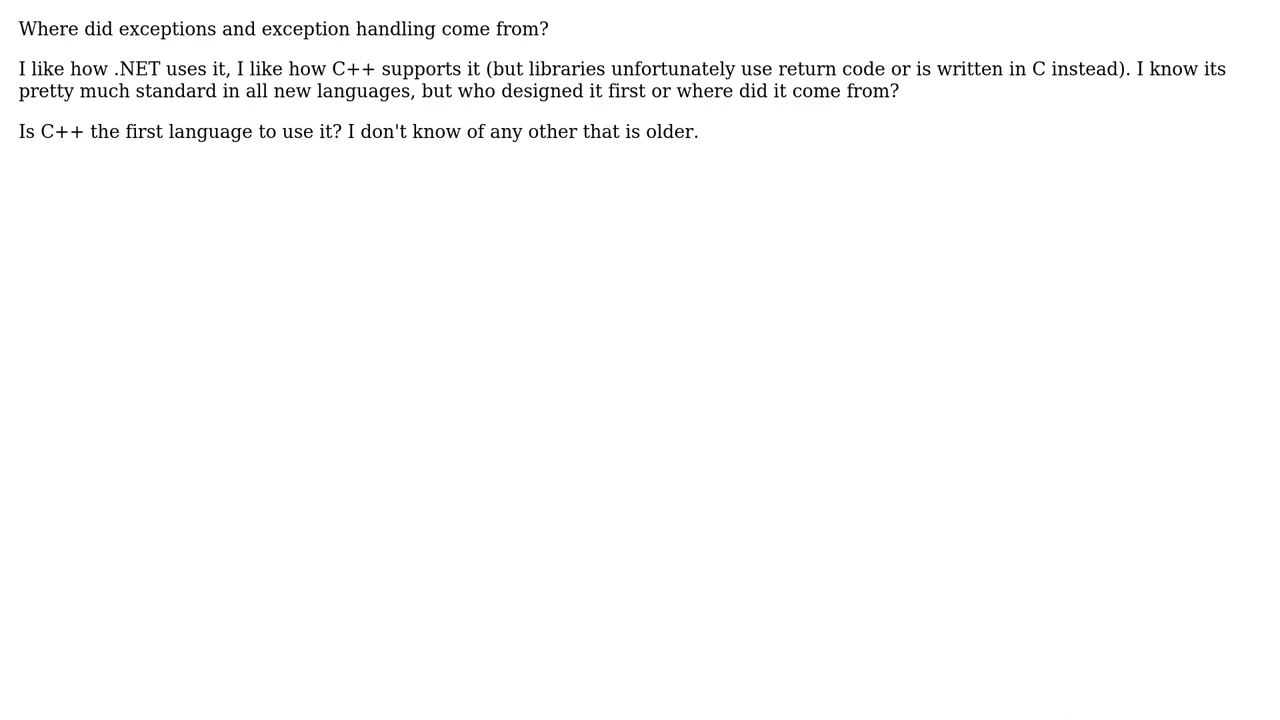 Where did exceptions and exception handling come from?
I like how .NET uses it, I like how C++ supports it (but libraries unfortunately use return code or is written in C instead). I know its
pretty much standard in all new languages, but who designed it first or where did it come from?
Is C++ the first language to use it? I don't know of any other that is older.